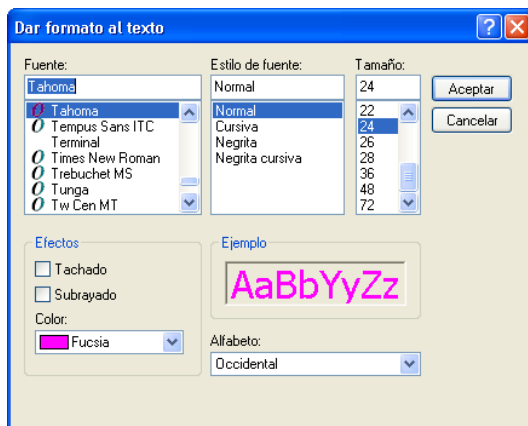 Dar formato al texto
Fuente:
Tahoma
Tahoma
Tempus Sans ITC
Terminal
Times New Roman
Trebuchet MS
Tunga
Tw Cen MT
Estilo de fuente:
Normal
Normal
Cursiva
Negrita
Negrita cursiva
Tamaño:
24
22
24
26
28
36
48
72
Aceptar
Cancelar
Efectos
Tachado
Subrayado
Color:
Fucsia
Ejemplo
AaBbYyZz
Alfabeto:
Occidental